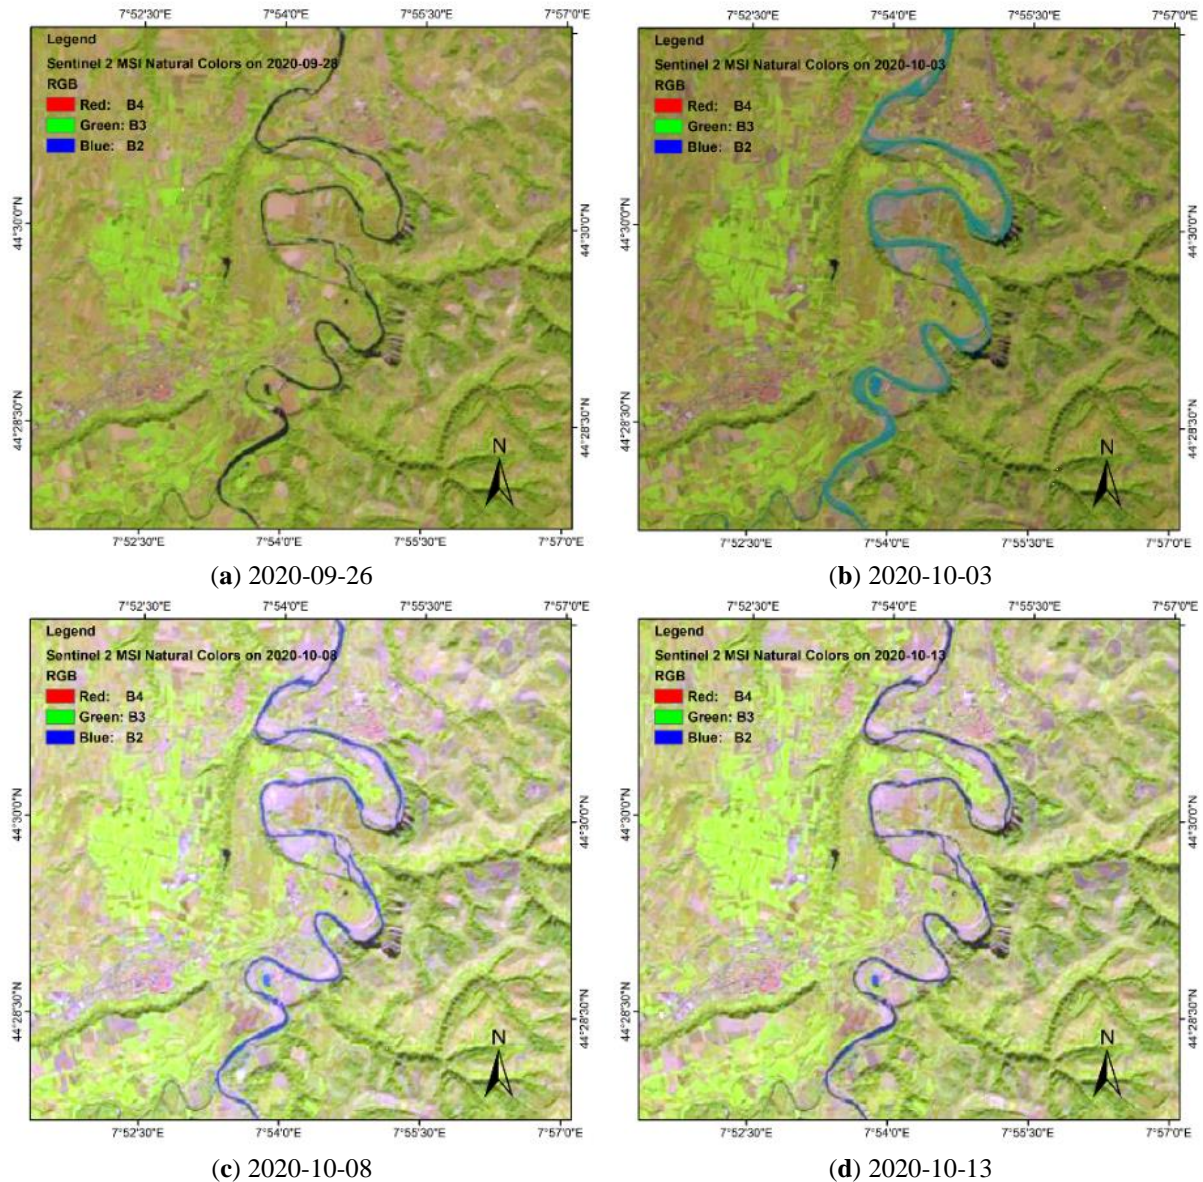 7°52'30"E 7°54'0"E 7°55'30"E 7°57'0"E
Legend
Sentinel 2 MSI Natural Colors on 2020-09-28
RGB
Red: B4
Green: B3
Blue: B2
44°30'0"N
44°28'30"N
N
44°30'0"N
44°28'30"N
7°52'30"E 7°54'0"E 7°55'30"E 7°57'0"E
(a) 2020-09-26
7°52'30"E 7°54'0"E 7°55'30"E 7°57'0"E
Legend
Sentinel 2 MSI Natural Colors on 2020-10-03
RGB
Red: B4
Green: B3
Blue: B2
44°30'0"N
44°28'30"N
N
44°30'0"N
44°28'30"N
7°52'30"E 7°54'0"E 7°55'30"E 7°57'0"E
(b) 2020-10-03
7°52'30"E 7°54'0"E 7°55'30"E 7°57'0"E
Legend
Sentinel 2 MSI Natural Colors on 2020-10-08
RGB
Red: B4
Green: B3
Blue: B2
44°30'0"N
44°28'30"N
N
44°30'0"N
44°28'30"N
7°52'30"E 7°54'0"E 7°55'30"E 7°57'0"E
(c) 2020-10-08
7°52'30"E 7°54'0"E 7°55'30"E 7°57'0"E
Legend
Sentinel 2 MSI Natural Colors on 2020-10-13
RGB
Red: B4
Green: B3
Blue: B2
44°30'0"N
44°28'30"N
N
44°30'0"N
44°28'30"N
7°52'30"E 7°54'0"E 7°55'30"E 7°57'0"E
(d) 2020-10-13